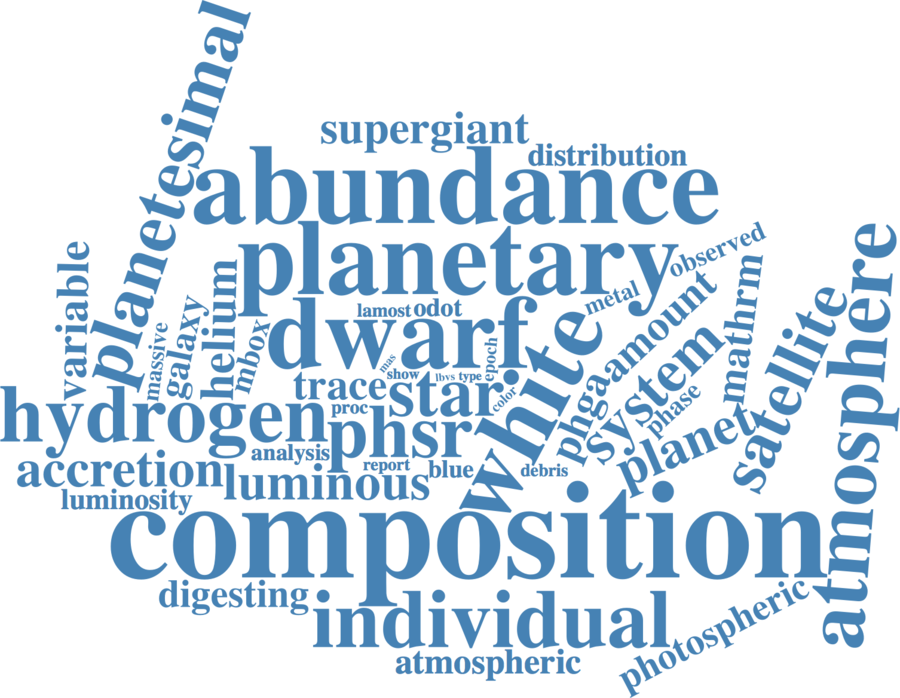 planetesimal
supergiant
distribution
abundance
planetary
observed
variable
massive
galaxy
helium
mbox
lamost
odot
metal
dwarf
white
amount
mathrm
satellite
atmosphere
mas
show
lbvs
type
epoch
color
trace
star
proc
hydrogen
phsr
phga
system
phase
planet
analysis
report
blue
debris
accretion
luminous
luminosity
composition
digesting
individual
atmospheric
photospheric